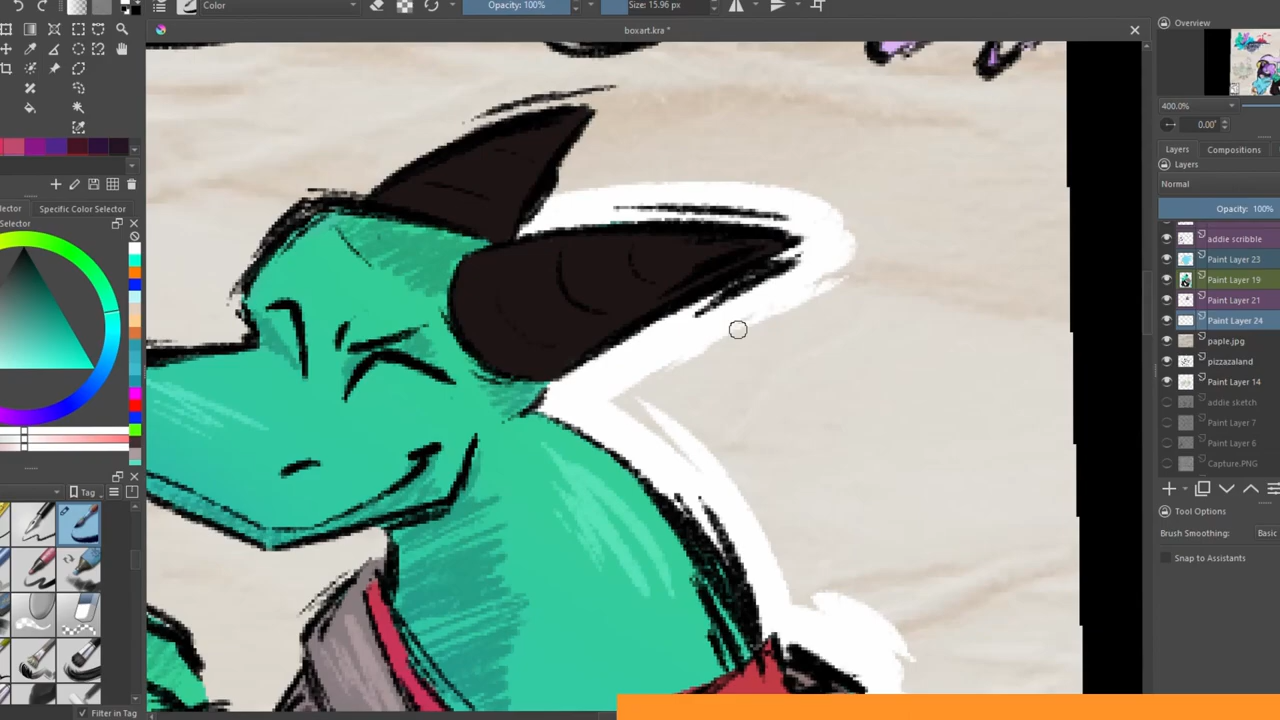 Color
Opacity: 100%
Size: 15.96 px
boxart.kra *
Overview
400.0%
0.00°
Layers
Compositions
Layers
Normal
Opacity: 100%
addie scribble
Paint Layer 23
Paint Layer 19
Paint Layer 21
Paint Layer 24
paple.jpg
pizzazaland
Paint Layer 14
addie sketch
Paint Layer 7
Paint Layer 6
Capture.PNG
Tool Options
Brush Smoothing:
Basic
Snap to Assistants
Specific Color Selector
Tag
Filter in Tag